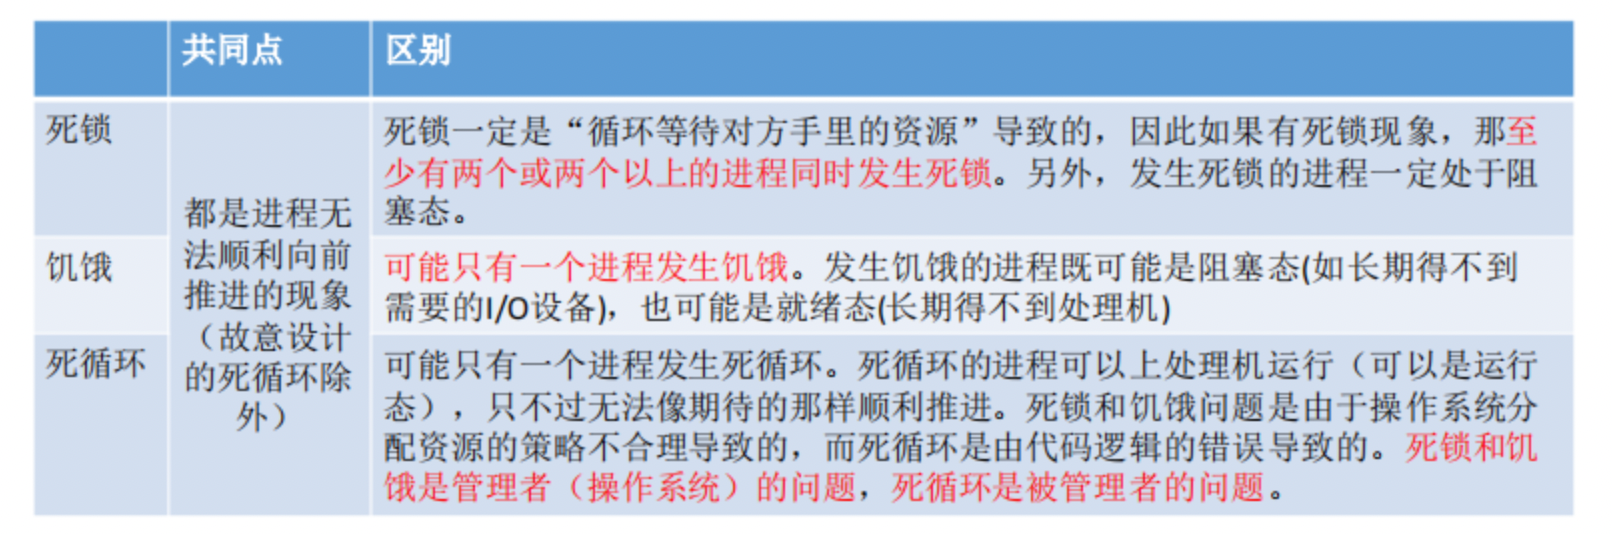 共同点
区别
死锁
都是进程无
法顺利向前
推进的现象
（故意设计
的死循环除
外）
死锁一定是“循环等待对方手里的资源”导致的，因此如果有死锁现象，那至
少有两个或两个以上的进程同时发生死锁。另外，发生死锁的进程一定处于阻
塞态。
饥饿
可能只有一个进程发生饥饿。发生饥饿的进程既可能是阻塞态(如长期得不到
需要的I/O设备)，也可能是就绪态(长期得不到处理机)
死循环
可能只有一个进程发生死循环。死循环的进程可以上处理机运行（可以是运行
态），只不过无法像期待的那样顺利推进。死锁和饥饿问题是由于操作系统分
配资源的策略不合理导致的，而死循环是由代码逻辑的错误导致的。死锁和饥
饿是管理者（操作系统）的问题，死循环是被管理者的问题。